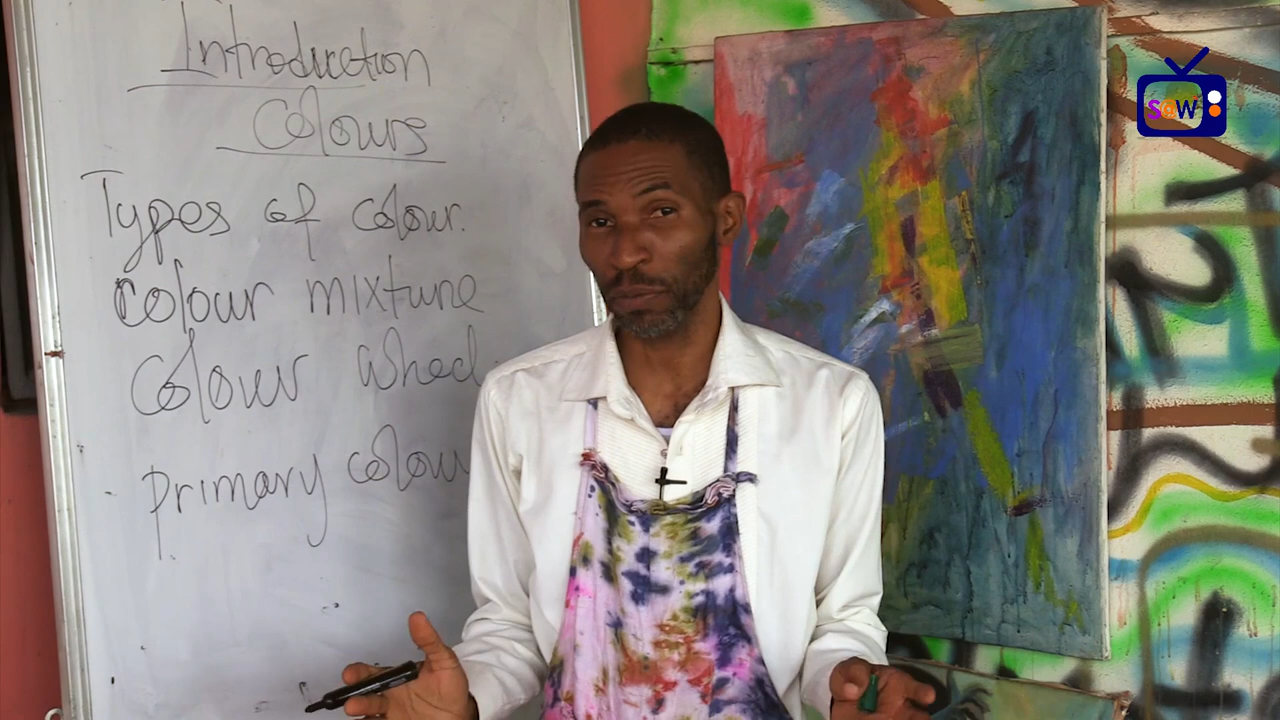 Introduction
Colours
Types of colour.
colour mixture
Colour wheel
primary colour
S@W